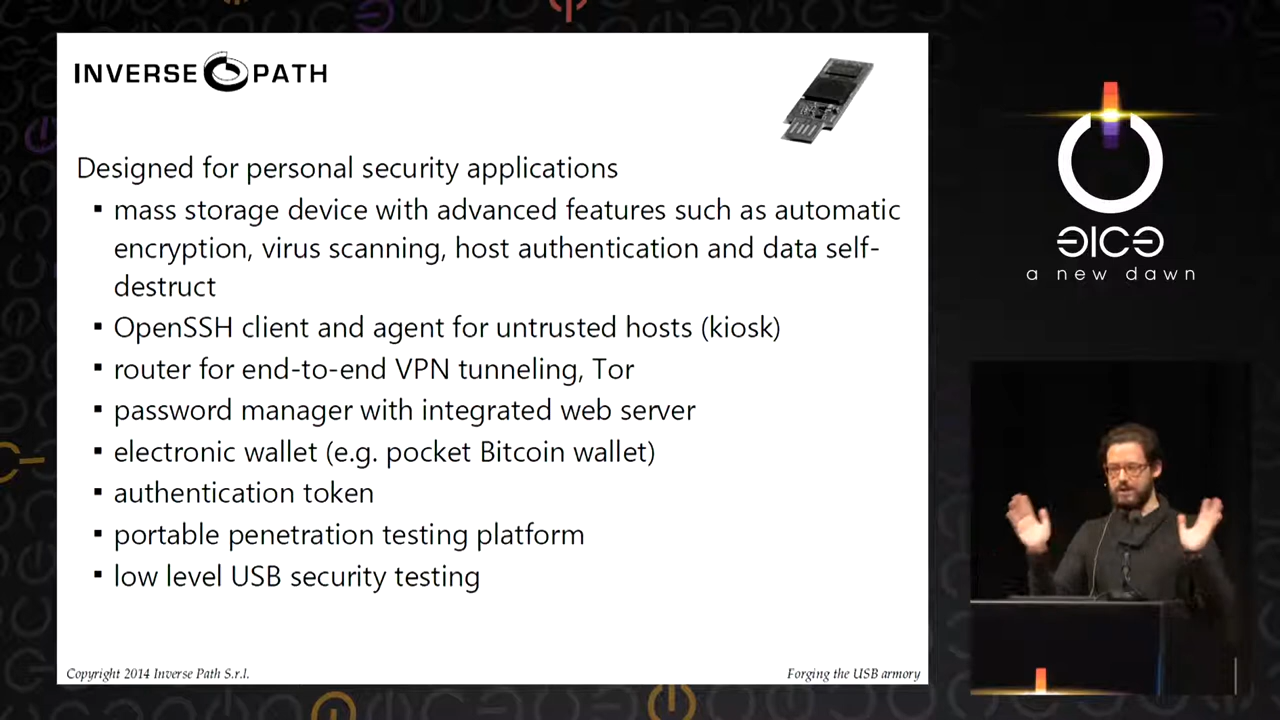 INVERSE PATH
Designed for personal security applications
▪ mass storage device with advanced features such as automatic
encryption, virus scanning, host authentication and data self-
destruct
▪ OpenSSH client and agent for untrusted hosts (kiosk)
▪ router for end-to-end VPN tunneling, Tor
▪ password manager with integrated web server
▪ electronic wallet (e.g. pocket Bitcoin wallet)
▪ authentication token
▪ portable penetration testing platform
▪ low level USB security testing
Copyright 2014 Inverse Path S.r.l.
Forging the USB armory
a new dawn